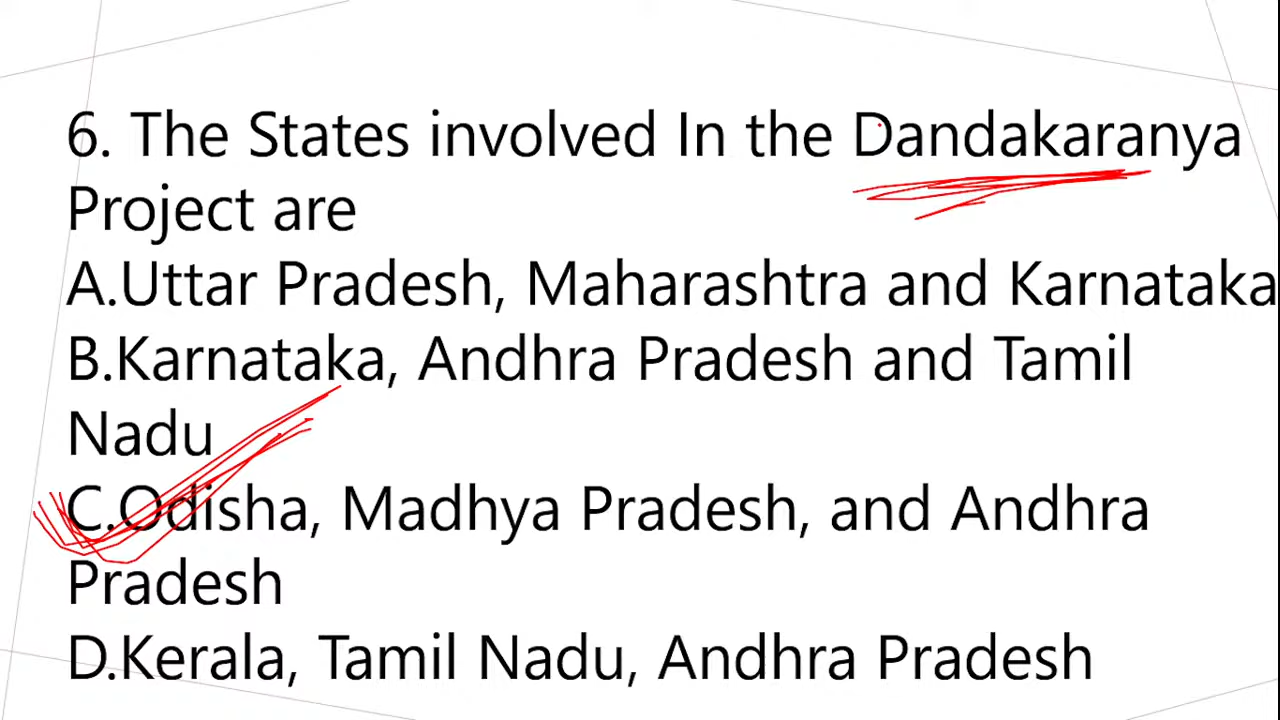 6. The States involved In the Dandakaranya
Project are
A.Uttar Pradesh, Maharashtra and Karnataka
B.Karnataka, Andhra Pradesh and Tamil
Nadu
C.Odisha, Madhya Pradesh, and Andhra
Pradesh
D.Kerala, Tamil Nadu, Andhra Pradesh